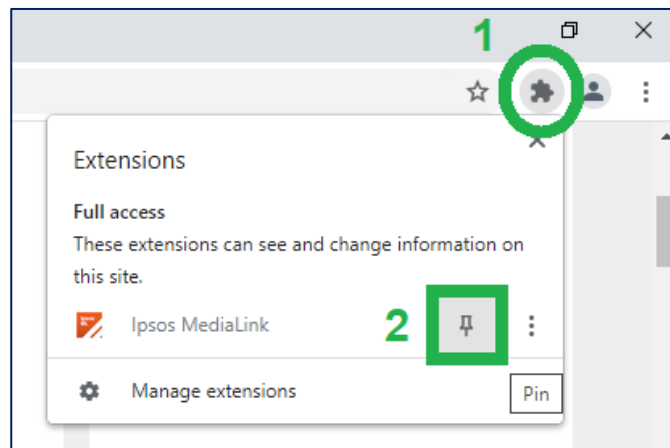 1
Extensions
Full access
These extensions can see and change information on
this site.
Ipsos MediaLink
2
Manage extensions
Pin